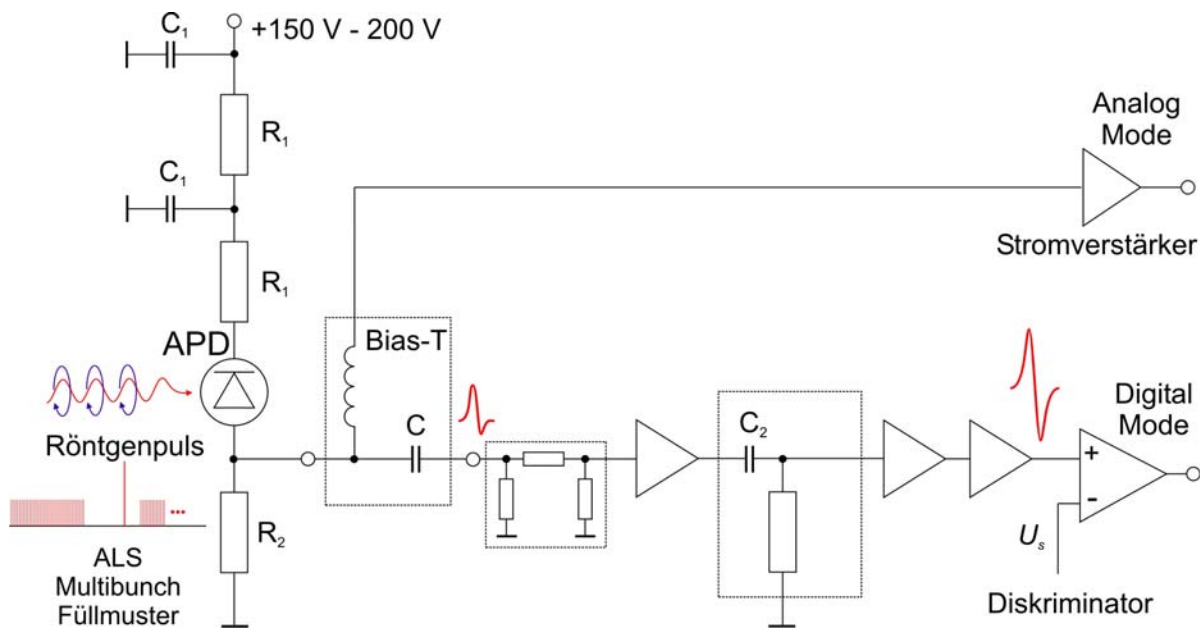 C1
+150 V - 200 V
R1
C1
R1
APD
Röntgenpuls
ALS
Multibunch
Füllmuster
R2
Bias-T
C
C2
Analog
Mode
Stromverstärker
Digital
Mode
+
-
Us
Diskriminator